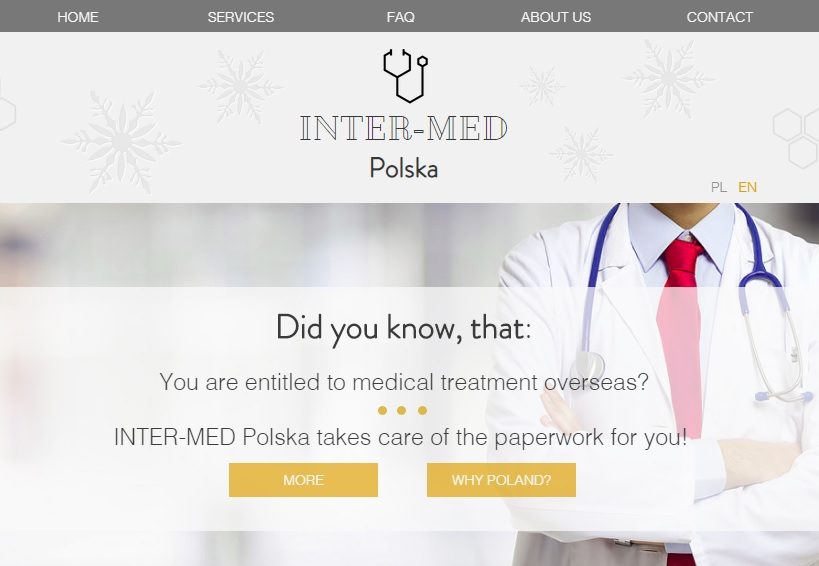 HOME SERVICES FAQ ABOUT US CONTACT
INTER-MED
Polska
PL EN
Did you know, that:
You are entitled to medical treatment overseas?
INTER-MED Polska takes care of the paperwork for you!
MORE WHY POLAND?